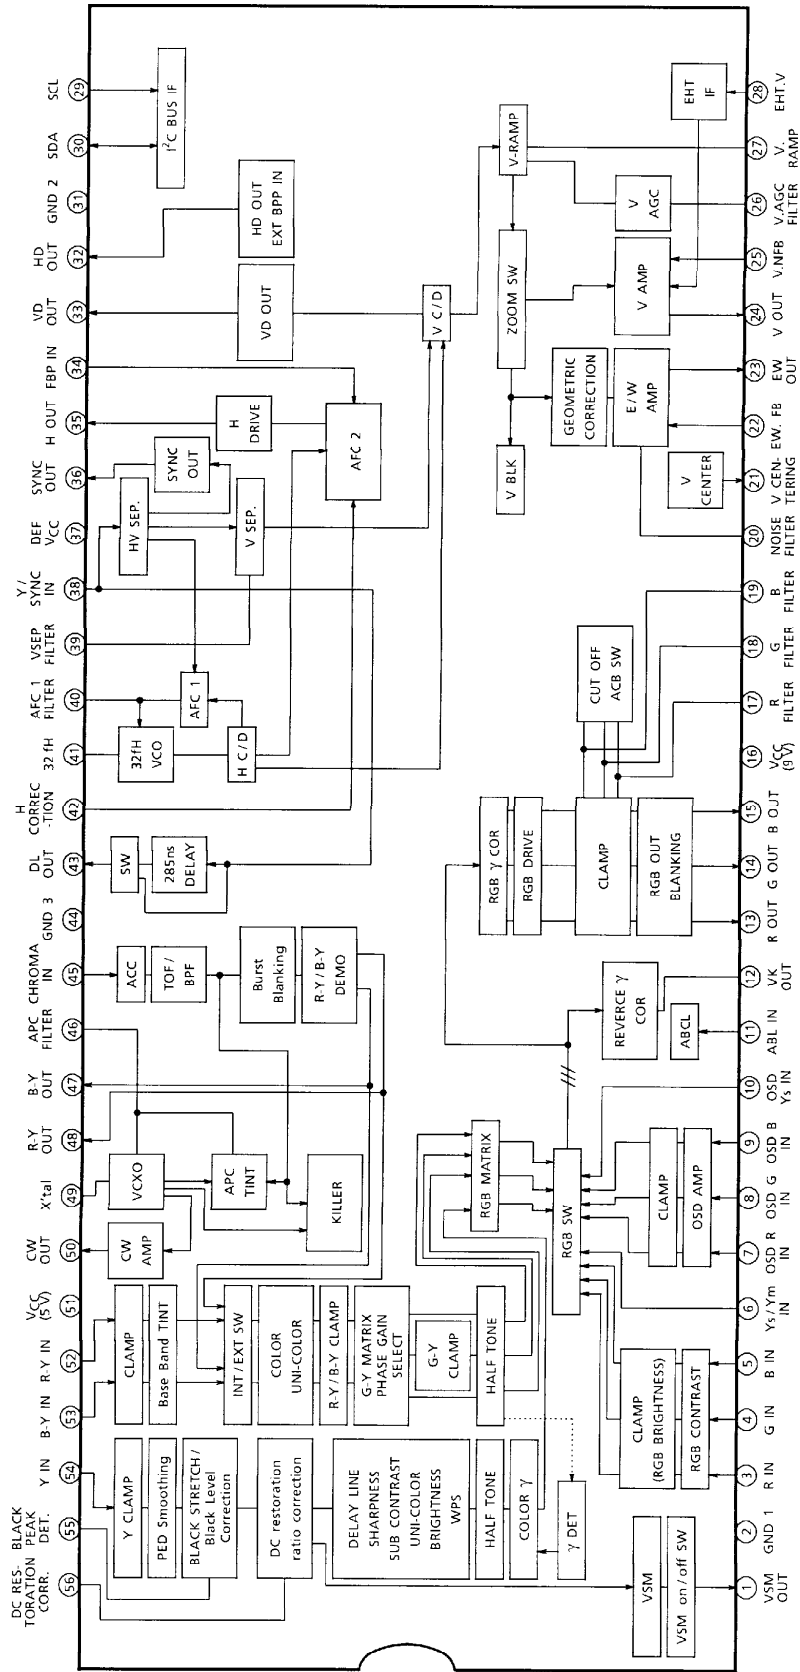 SCL
29
SDA
30
GND 2
31
HD
OUT
32
VD
OUT
33
FBP IN
34
H OUT
35
SYNC
OUT
36
DEF
VCC
37
Y /
SYNC
IN
38
VSEP
FILTER
39
AFC 1
FILTER
40
32 fH
41
H
CORREC
-TION
42
DL
OUT
43
GND 3
44
CHROMA
IN
45
APC
FILTER
46
B-Y
OUT
47
R-Y
OUT
48
X'tal
49
CW
OUT
50
VCC
(5 V)
51
R-Y IN
52
B-Y IN
53
Y IN
54
BLACK
PEAK
DET.
55
DC RES-
TORATION
CORR.
56
I²C BUS IF
HD OUT
EXT BPP IN
VD OUT
H
DRIVE
AFC 2
SYNC
OUT
HV SEP.
V SEP.
AFC 1
32fH
VCO
H C / D
V C / D
SW
285ns
DELAY
ACC
TOF /
BPF
Burst
Blanking
R-Y / B-Y
DEMO
VCXO
APC
TINT
KILLER
CW
AMP
CLAMP
Base Band TINT
INT / EXT SW
COLOR
UNI-COLOR
R-Y / B-Y CLAMP
G-Y MATRIX
PHASE GAIN
SELECT
G-Y
CLAMP
HALF TONE
Y CLAMP
PED Smoothing
BLACK STRETCH /
Black Level
Correction
DC restoration
ratio correction
DELAY LINE
SHARPNESS
SUB CONTRAST
UNI-COLOR
BRIGHTNESS
WPS
HALF TONE
COLOR γ
γ DET
VSM
VSM on / off SW
V-RAMP
ZOOM SW
V BLK
GEOMETRIC
CORRECTION
E / W
AMP
V AMP
V
AGC
EHT
IF
V
CENTER
CUT OFF
ACB SW
RGB γ COR
RGB DRIVE
CLAMP
RGB OUT
BLANKING
REVERCE γ
COR
ABCL
RGB MATRIX
RGB SW
CLAMP
OSD AMP
CLAMP
(RGB BRIGHTNESS)
RGB CONTRAST
28
EHT.V
27
V.
RAMP
26
V.AGC
FILTER
25
V.NFB
24
V OUT
23
EW
OUT
22
EW. FB
21
V CEN-
TERING
20
NOISE
FILTER
19
B
FILTER
18
G
FILTER
17
R
FILTER
16
VCC
(9 V)
15
B OUT
14
G OUT
13
R OUT
12
VK
OUT
11
ABL IN
10
OSD
Ys IN
9
OSD B
IN
8
OSD G
IN
7
OSD R
IN
6
Ys / Ym
IN
5
B IN
4
G IN
3
R IN
2
GND 1
1
VSM
OUT